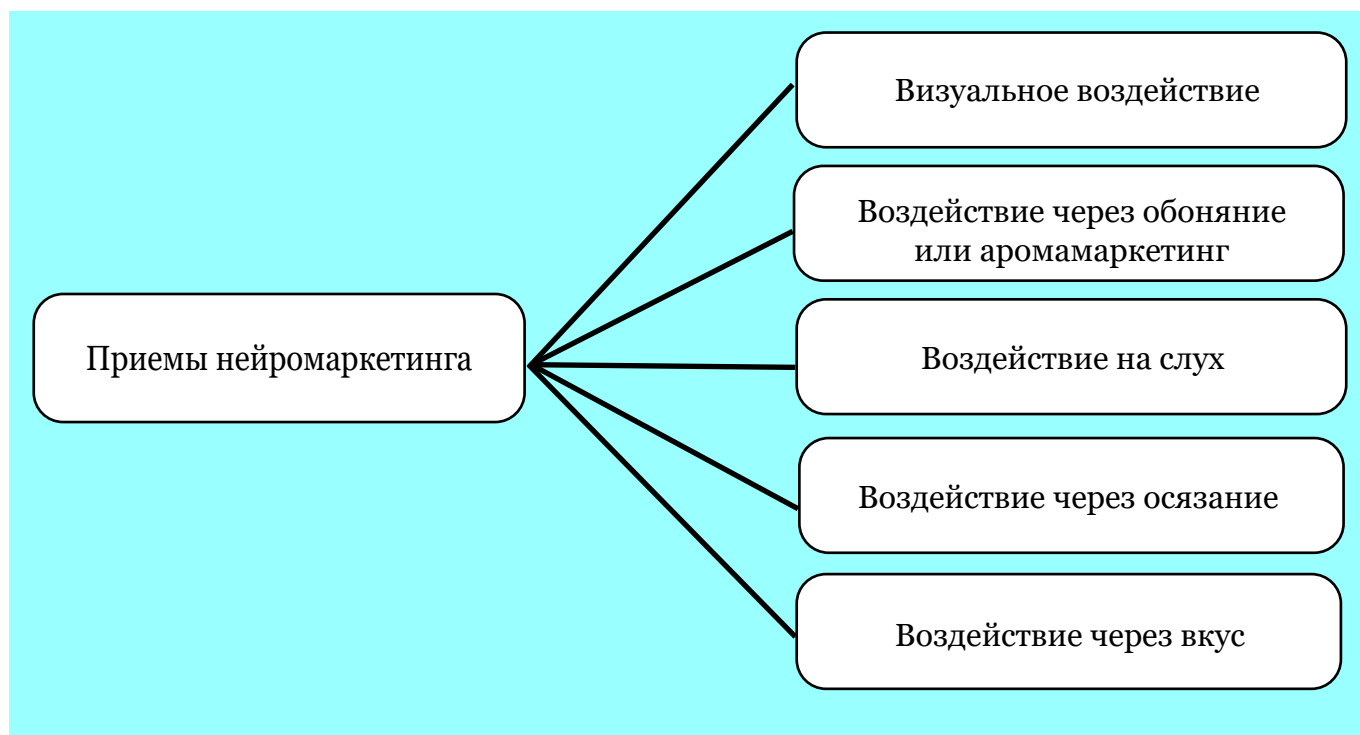 Визуальное воздействие
Воздействие через обоняние
или аромамаркетинг
Приемы нейромаркетинга
Воздействие на слух
Воздействие через осязание
Воздействие через вкус